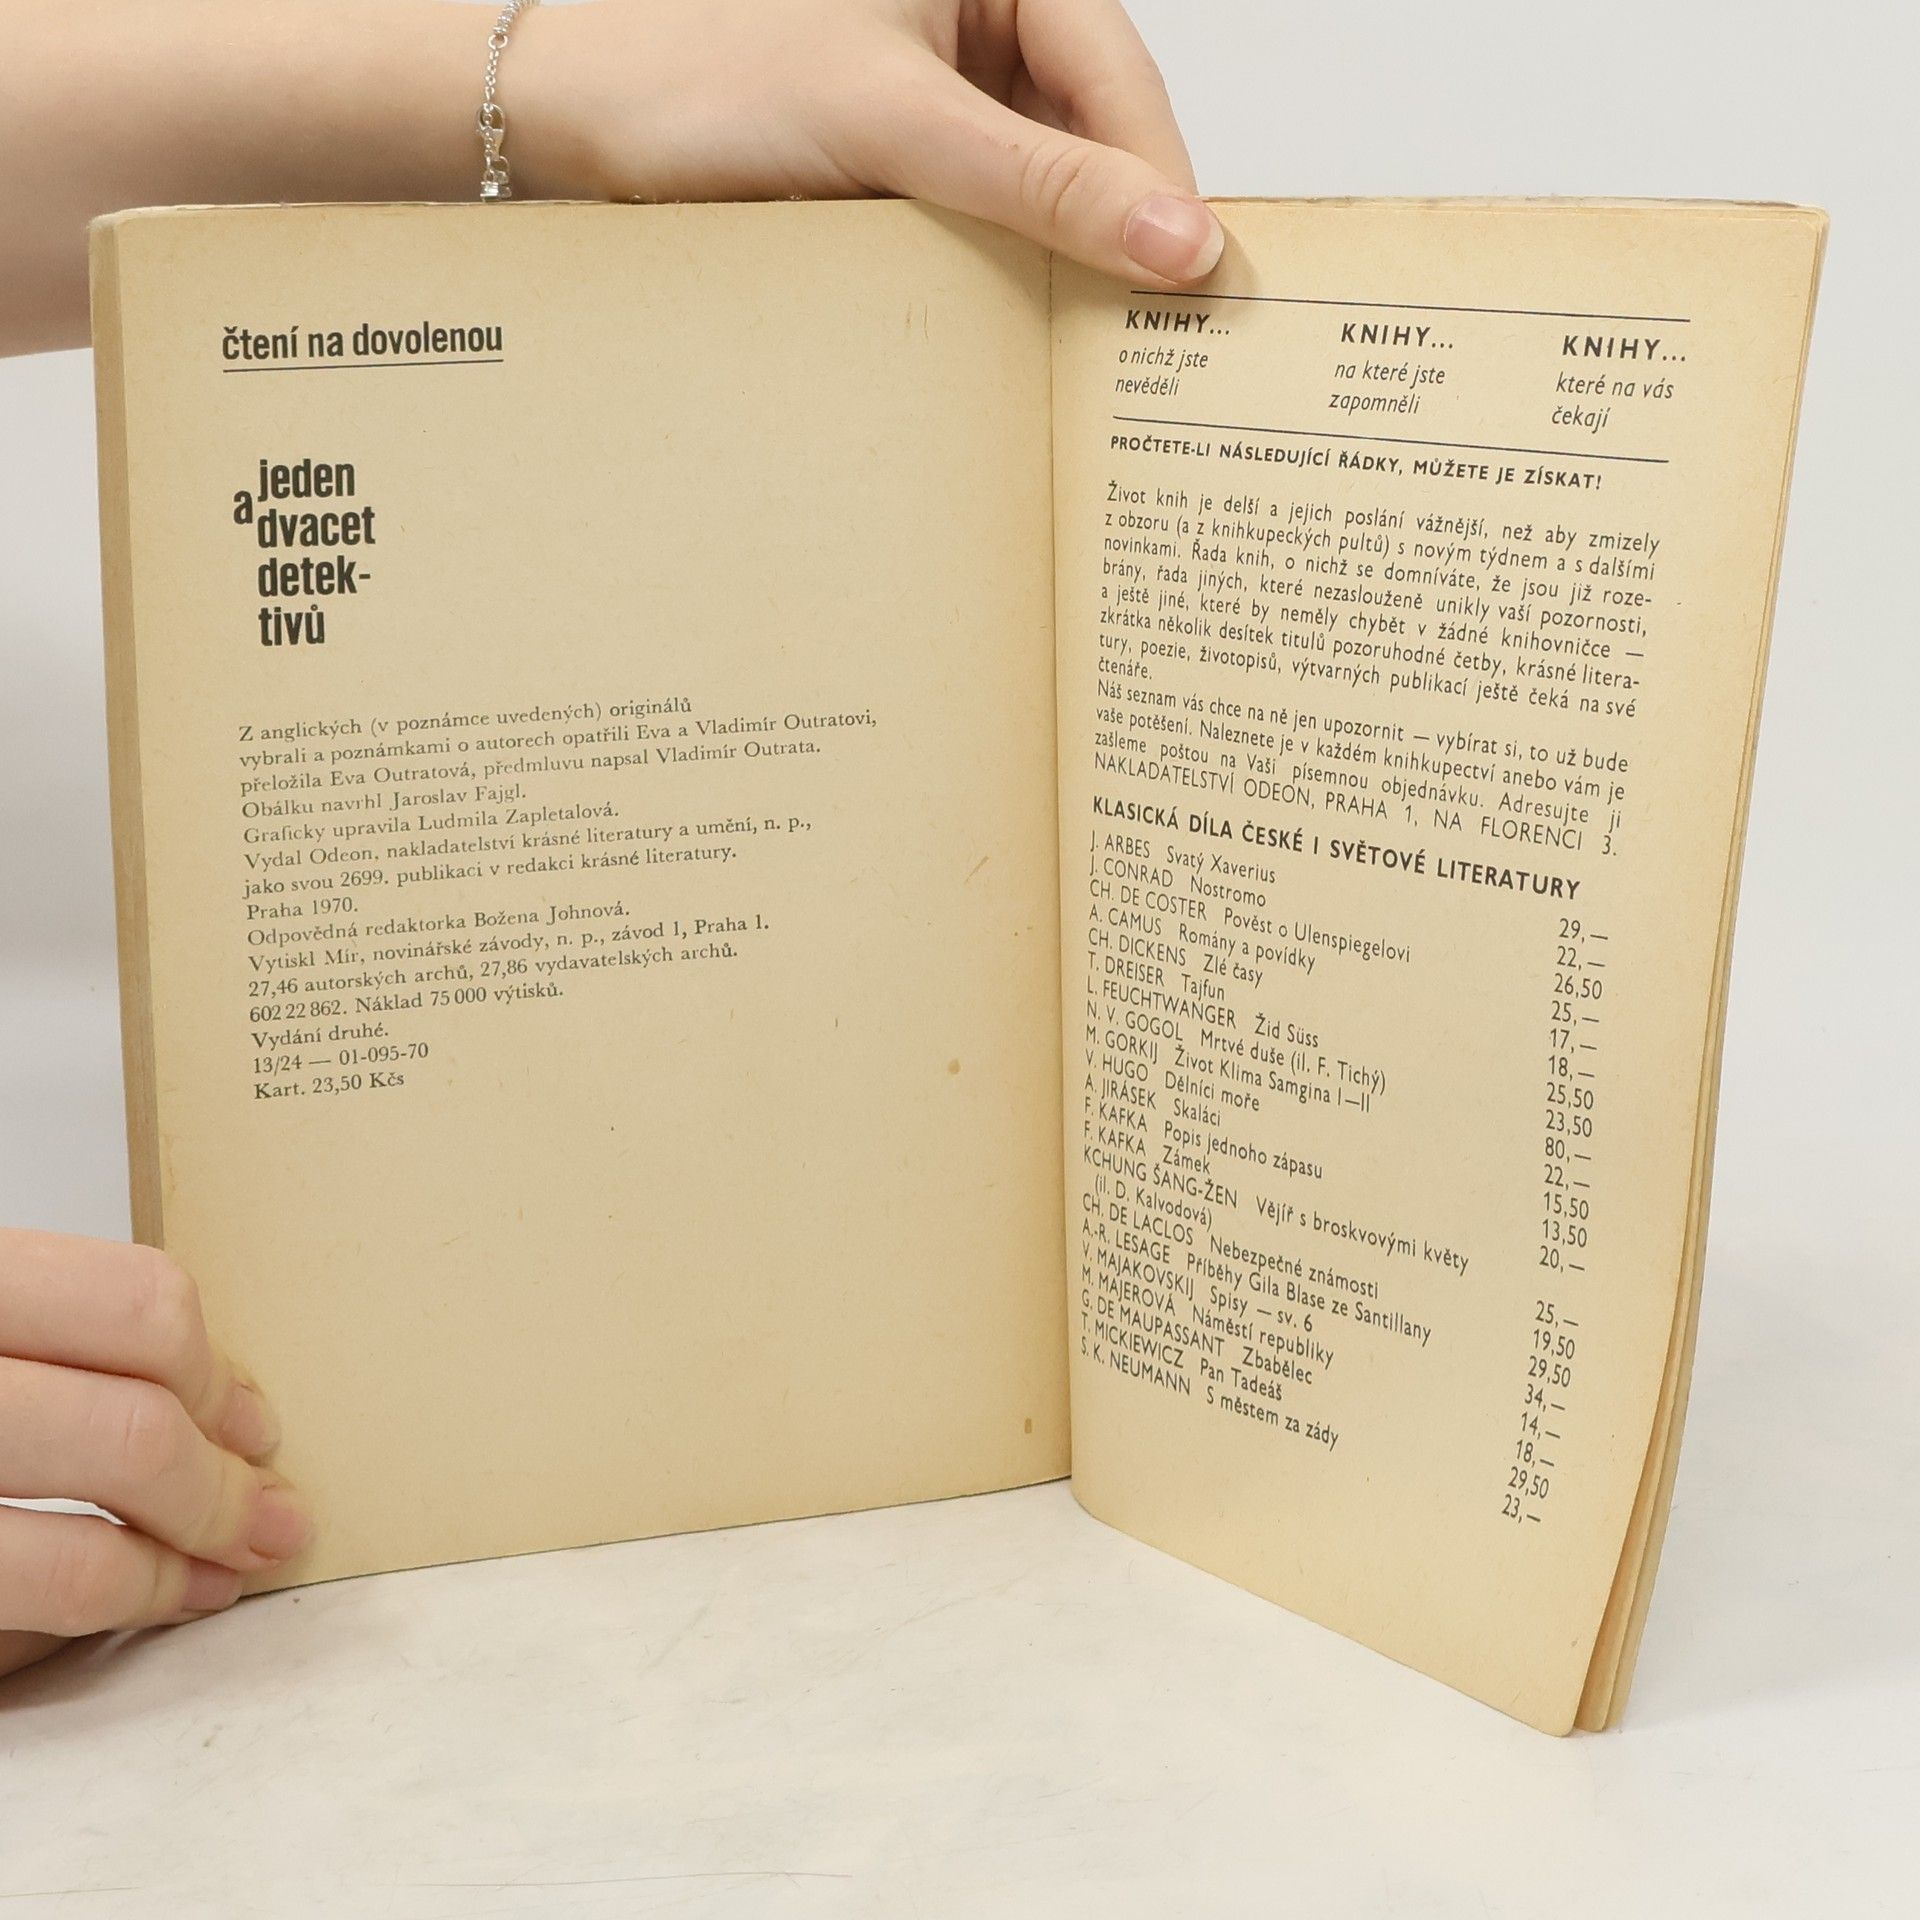 čtení na dovolenou
jeden
a dvacet
detek-
tivů
Z anglických (v poznámce uvedených) originálů
vybrali a poznámkami o autorech opatřili Eva a Vladimír Outratovi,
přeložila Eva Outratová, předmluvu napsal Vladimír Outrata.
Obálku navrhl Jaroslav Fajgl.
Graficky upravila Ludmila Zapletalová.
Vydal Odeon, nakladatelství krásné literatury a umění, n. p.,
jako svou 2699. publikaci v redakci krásné literatury.
Praha 1970.
Odpovědná redaktorka Božena Johnová.
Vytiskl Mír, novinářské závody, n. p., závod 1, Praha 1.
27,46 autorských archů, 27,86 vydavatelských archů.
602 22 862. Náklad 75 000 výtisků.
Vydání druhé.
13/24 — 01-095-70
Kart. 23,50 Kčs
KNIHY... KNIHY... KNIHY...
o nichž jste na které jste které na vás
nevěděli zapomněli čekají
PROČTETE-LI NÁSLEDUJÍCÍ ŘÁDKY, MŮŽETE JE ZÍSKAT!
Život knih je delší a jejich poslání vážnější, než aby zmizely
z obzoru (a z knihkupeckých pultů) s novým týdnem a s dalšími
novinkami. Řada knih, o nichž se domníváte, že jsou již roze-
brány, řada jiných, které nezaslouženě unikly vaší pozornosti,
a ještě jiné, které by neměly chybět v žádné knihovničce —
zkrátka několik desítek titulů pozoruhodné četby, krásné litera-
tury, poezie, životopisů, výtvarných publikací ještě čeká na své
čtenáře.
Náš seznam vás chce na ně jen upozornit — vybírat si, to už bude
vaše potěšení. Naleznete je v každém knihkupectví anebo vám je
zašleme poštou na Vaši písemnou objednávku. Adresujte ji
NAKLADATELSTVÍ ODEON, PRAHA 1, NA FLORENCI 3.
KLASICKÁ DÍLA ČESKÉ I SVĚTOVÉ LITERATURY
J. ARBES Svatý Xaverius 29,—
J. CONRAD Nostromo 22,—
CH. DE COSTER Pověst o Ulenspiegelovi 26,50
A. CAMUS Romány a povídky 25,—
CH. DICKENS Zlé časy 17,—
T. DREISER Tajfun 18,—
L. FEUCHTWANGER Žid Süss 25,50
N. V. GOGOL Mrtvé duše (il. F. Tichý) 23,50
M. GORKIJ Život Klima Samgina I—II 80,—
V. HUGO Dělníci moře 22,—
A. JIRÁSEK Skaláci 15,50
F. KAFKA Popis jednoho zápasu 13,50
F. KAFKA Zámek 20,—
KCHUNG ŠANG-ŽEN Vějíř s broskvovými květy
(il. D. Kalvodová) 25,—
CH. DE LACLOS Nebezpečné známosti 19,50
A.-R. LESAGE Příběhy Gila Blase ze Santillany 29,50
V. MAJAKOVSKIJ Spisy — sv. 6 34,—
M. MAJEROVÁ Náměstí republiky 14,—
G. DE MAUPASSANT Zbabělec 18,—
T. MICKIEWICZ Pan Tadeáš 29,50
S. K. NEUMANN S městem za zády 23,—